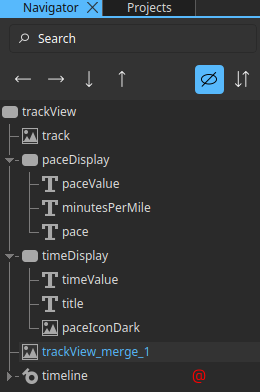 Navigator
Projects
Search
trackView
track
paceDisplay
paceValue
minutesPerMile
pace
timeDisplay
timeValue
title
paceIconDark
trackView_merge_1
timeline @